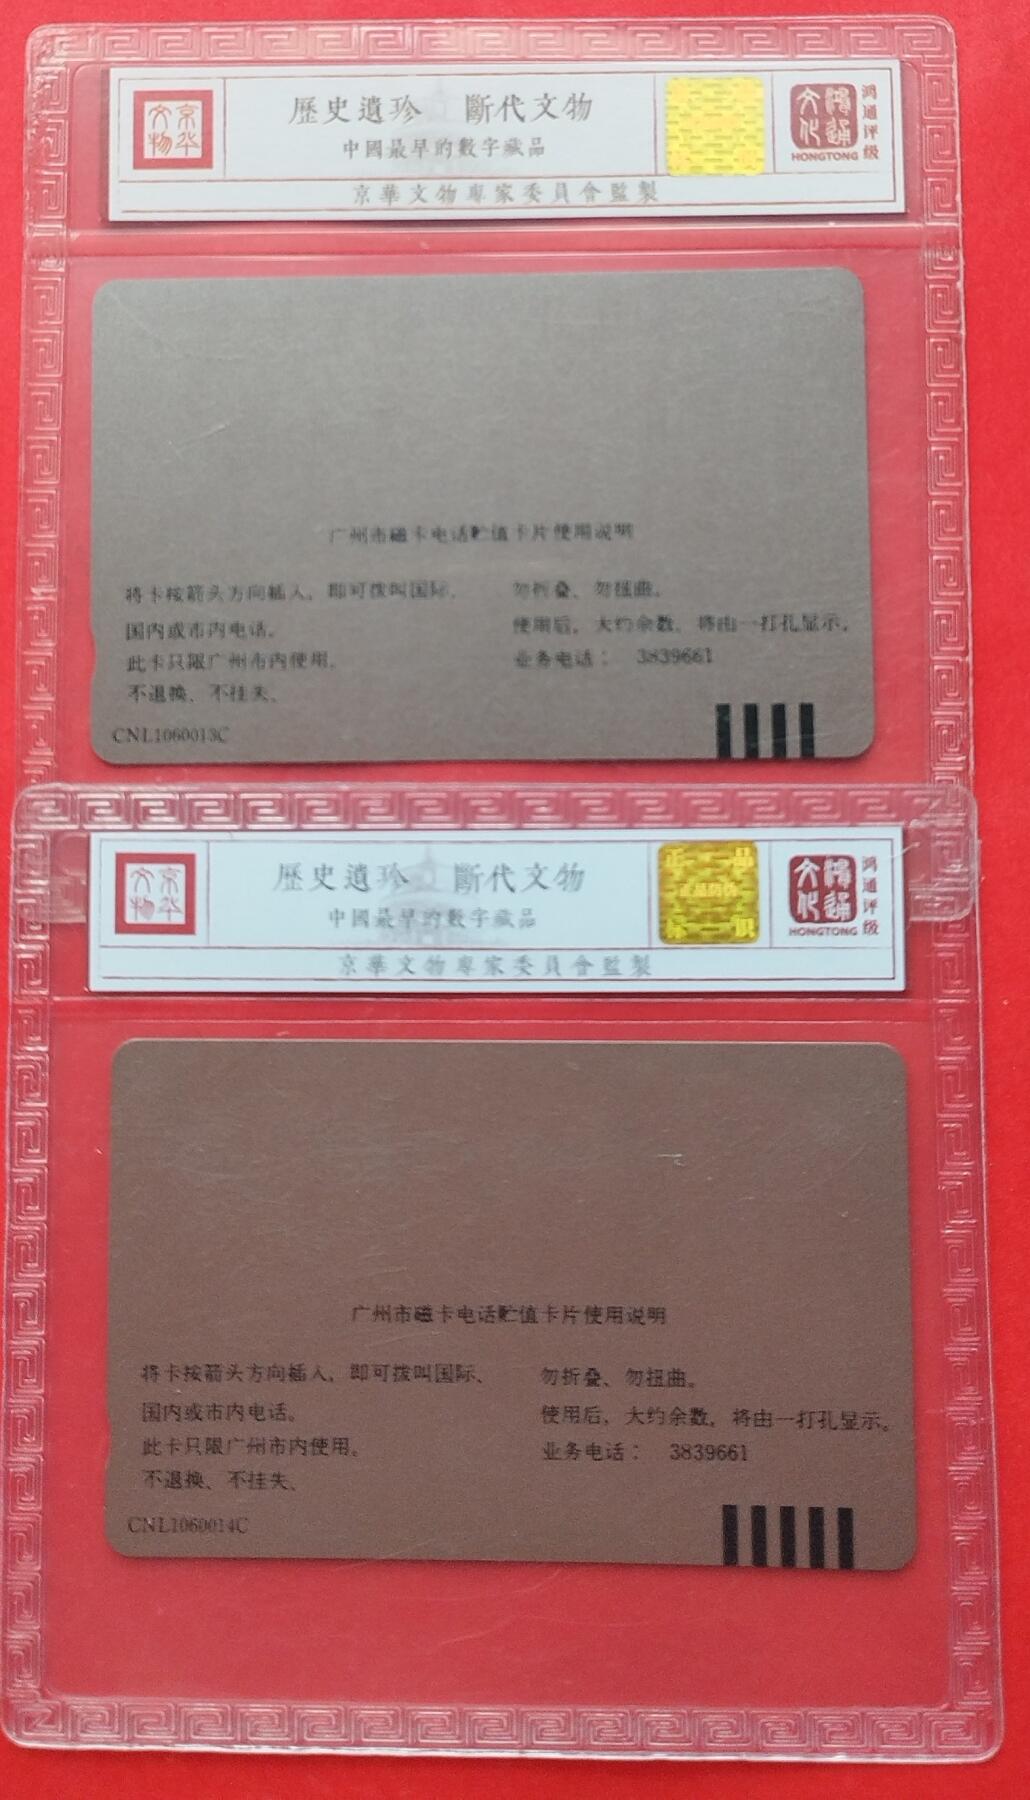 京华文物
歷史遺珍 斷代文物
中國最早的數字藏品
京華文物專家委員會監製
鴻通文化
HONGTONG
鸿通评级
广州市磁卡电话贮值卡片使用说明
将卡按箭头方向插入，即可拨叫国际、
国内或市内电话。
此卡只限广州市内使用。
不退换、不挂失、
勿折叠、勿扭曲。
使用后，大约余数，将由一打孔显示。
业务电话： 3839661
CNL1060013C
京华文物
歷史遺珍 斷代文物
中國最早的數字藏品
京華文物專家委員會監製
正品
正品防伪
标识
鴻通文化
HONGTONG
鸿通评级
广州市磁卡电话贮值卡片使用说明
将卡按箭头方向插入，即可拨叫国际、
国内或市内电话。
此卡只限广州市内使用。
不退换、不挂失、
勿折叠、勿扭曲。
使用后，大约余数，将由一打孔显示。
业务电话： 3839661
CNL1060014C